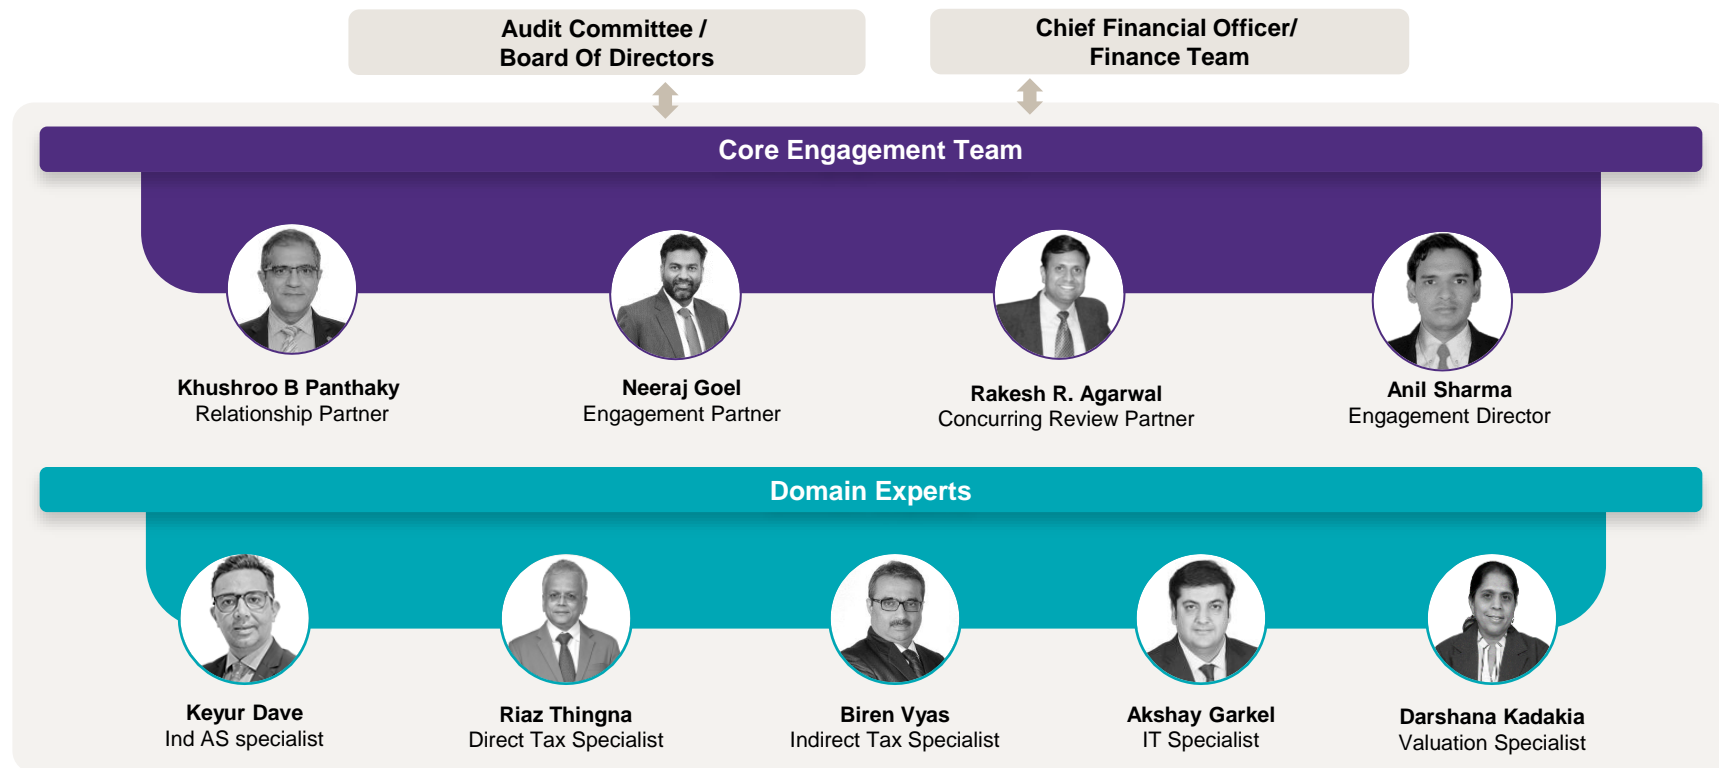 Audit Committee /
Board Of Directors
Chief Financial Officer/
Finance Team
Core Engagement Team
Khushroo B Panthaky
Relationship Partner
Neeraj Goel
Engagement Partner
Rakesh R. Agarwal
Concurring Review Partner
Anil Sharma
Engagement Director
Domain Experts
Keyur Dave
Ind AS specialist
Riaz Thingna
Direct Tax Specialist
Biren Vyas
Indirect Tax Specialist
Akshay Garkel
IT Specialist
Darshana Kadakia
Valuation Specialist